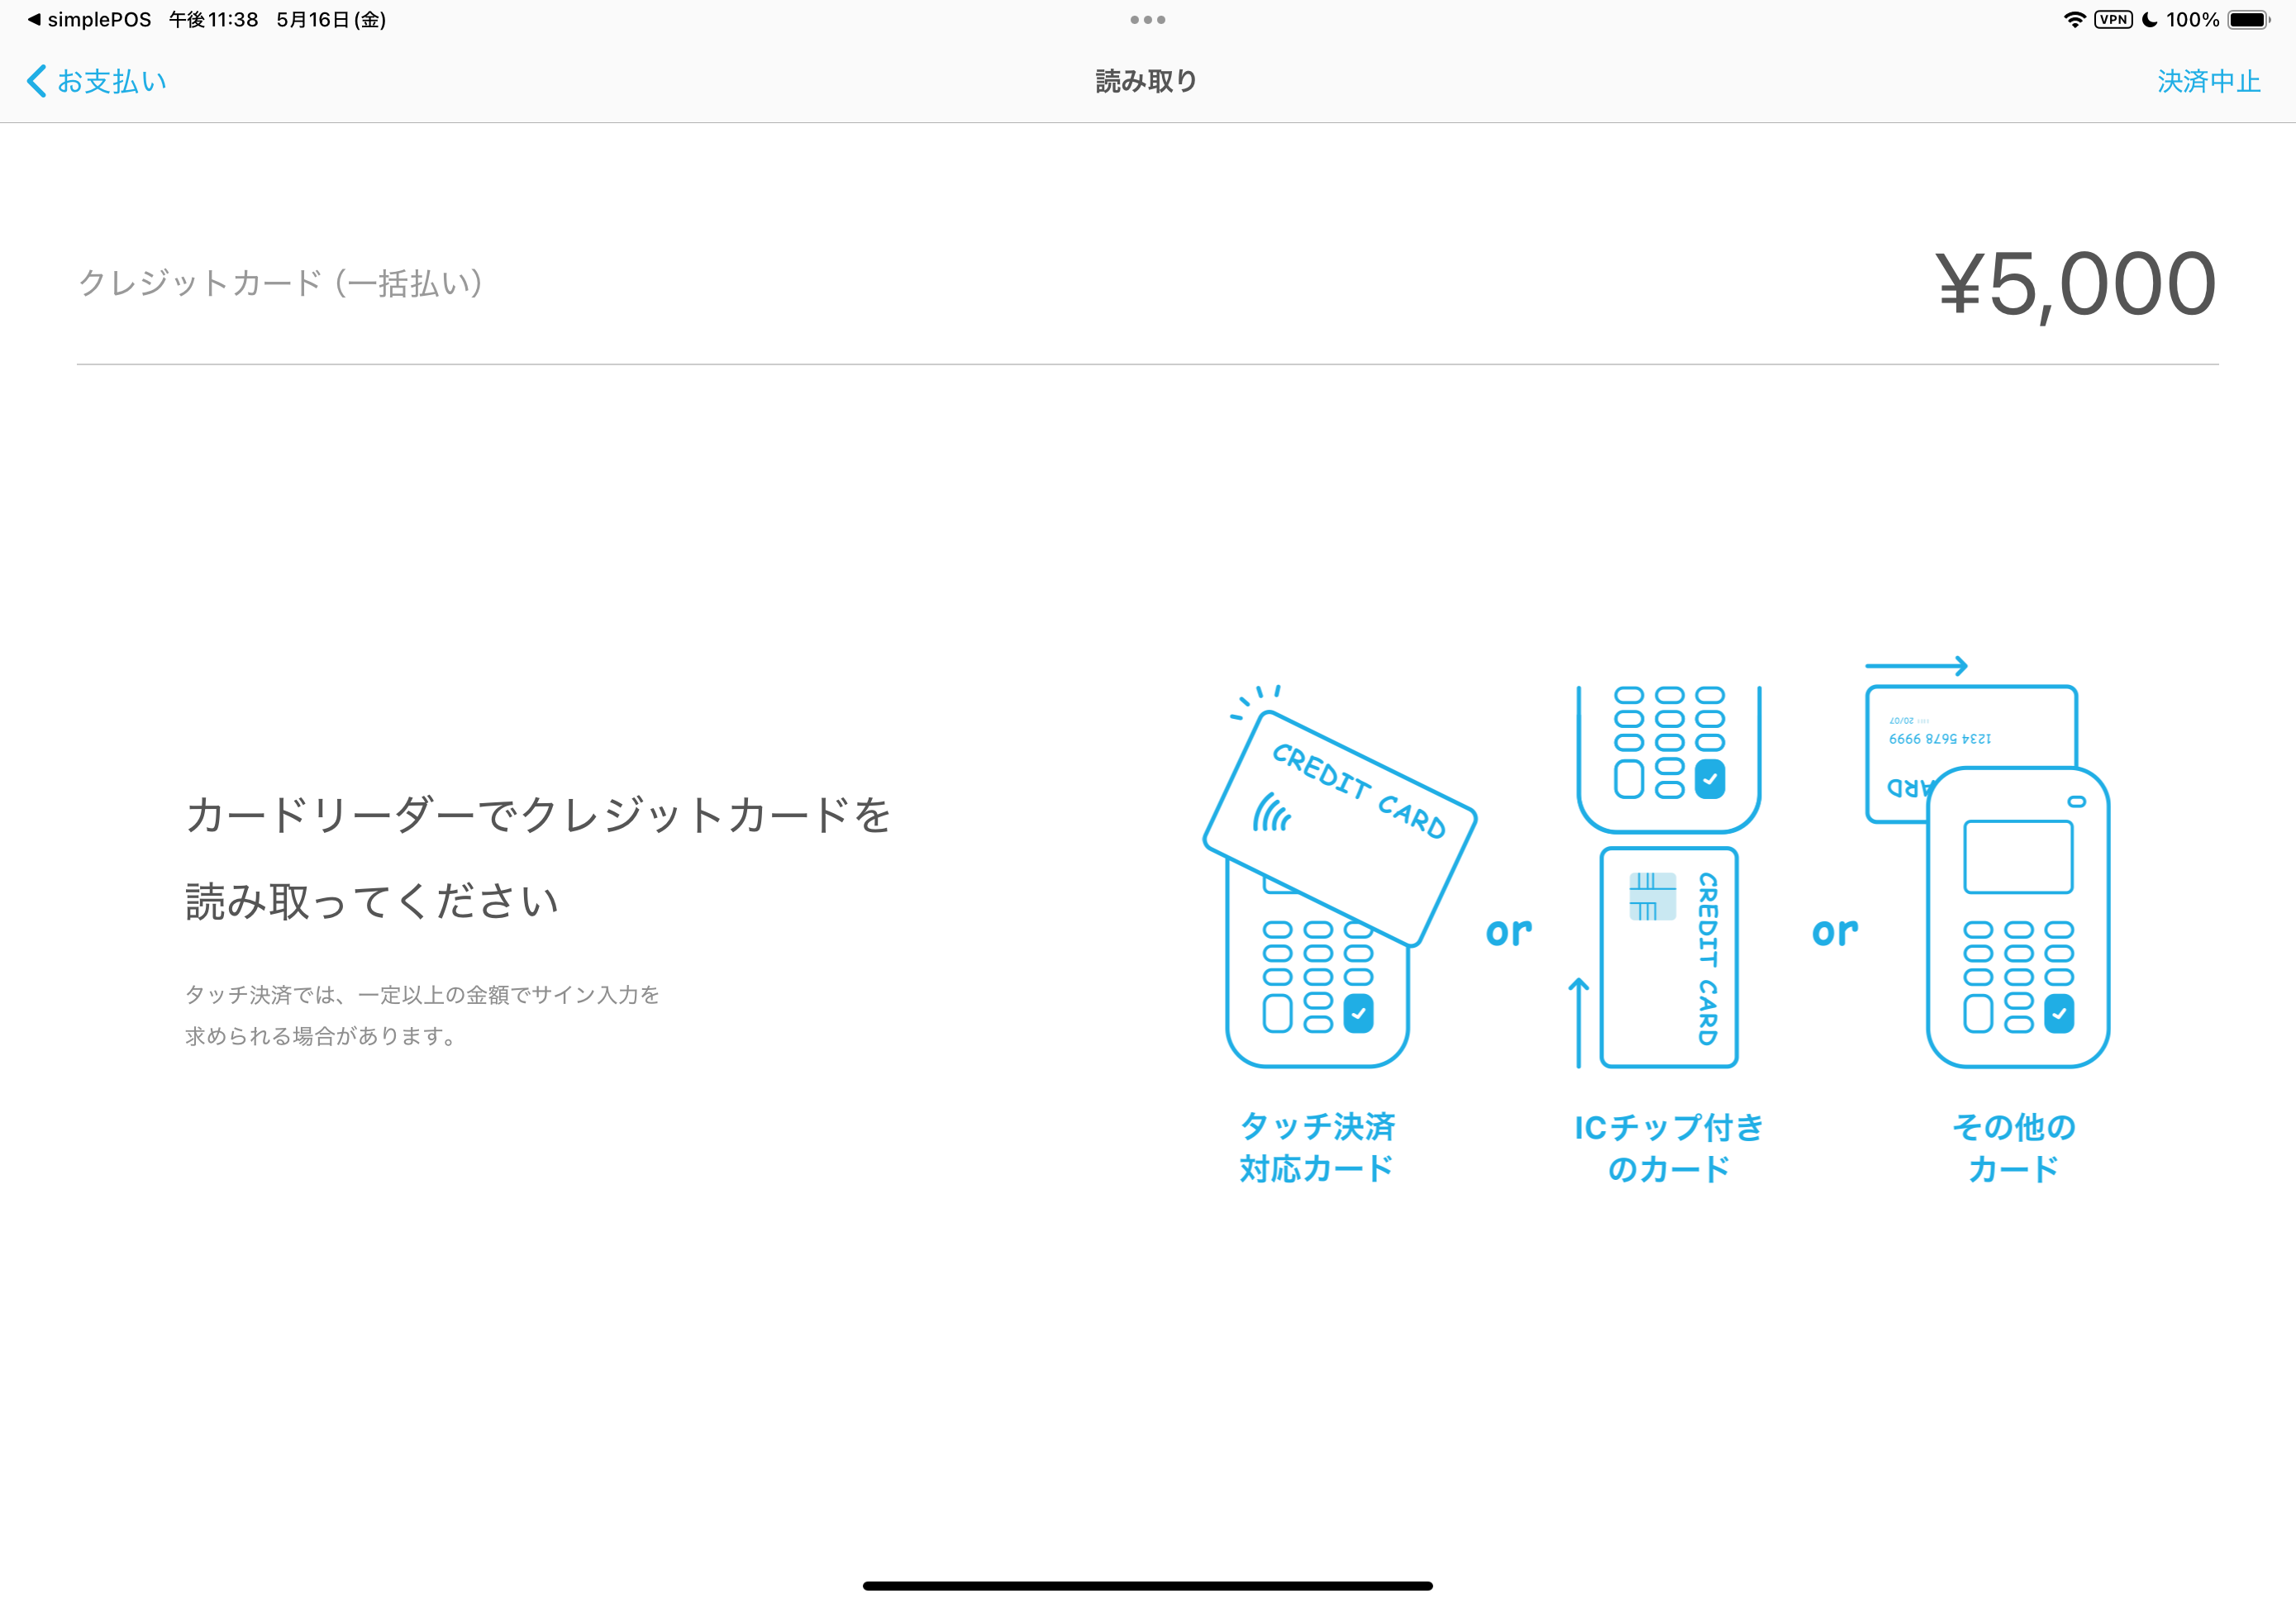 simplePOS 午後11:38 5月16日(金)
VPN 100%
お支払い
読み取り
決済中止
クレジットカード（一括払い）
¥5,000
カードリーダーでクレジットカードを
読み取ってください
タッチ決済では、一定以上の金額でサイン入力を
求められる場合があります。
CREDIT CARD
or
CREDIT CARD
or
20/07
1234 5678 9999
ARD
タッチ決済
対応カード
ICチップ付き
のカード
その他の
カード